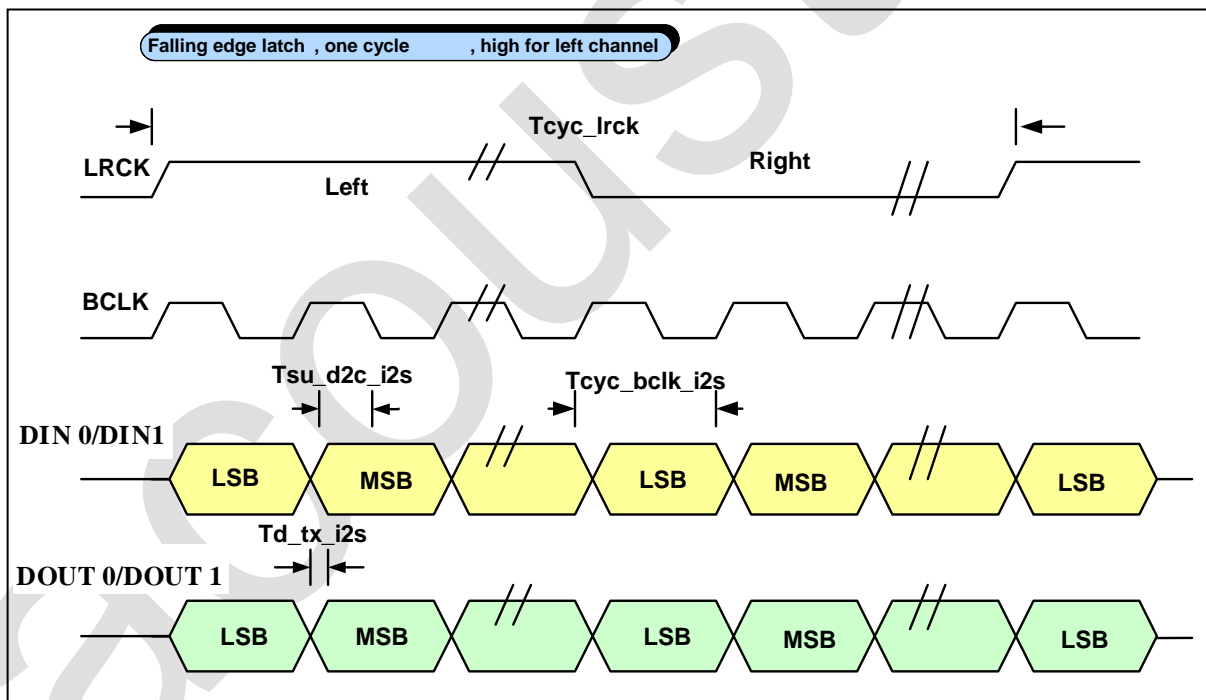 Falling edge latch , one cycle , high for left channel
Tcyc_lrck
LRCK
Left
Right
BCLK
Tsu_d2c_i2s
Tcyc_bclk_i2s
DIN 0/DIN1
LSB MSB LSB MSB LSB
Td_tx_i2s
DOUT 0/DOUT 1
LSB MSB LSB MSB LSB